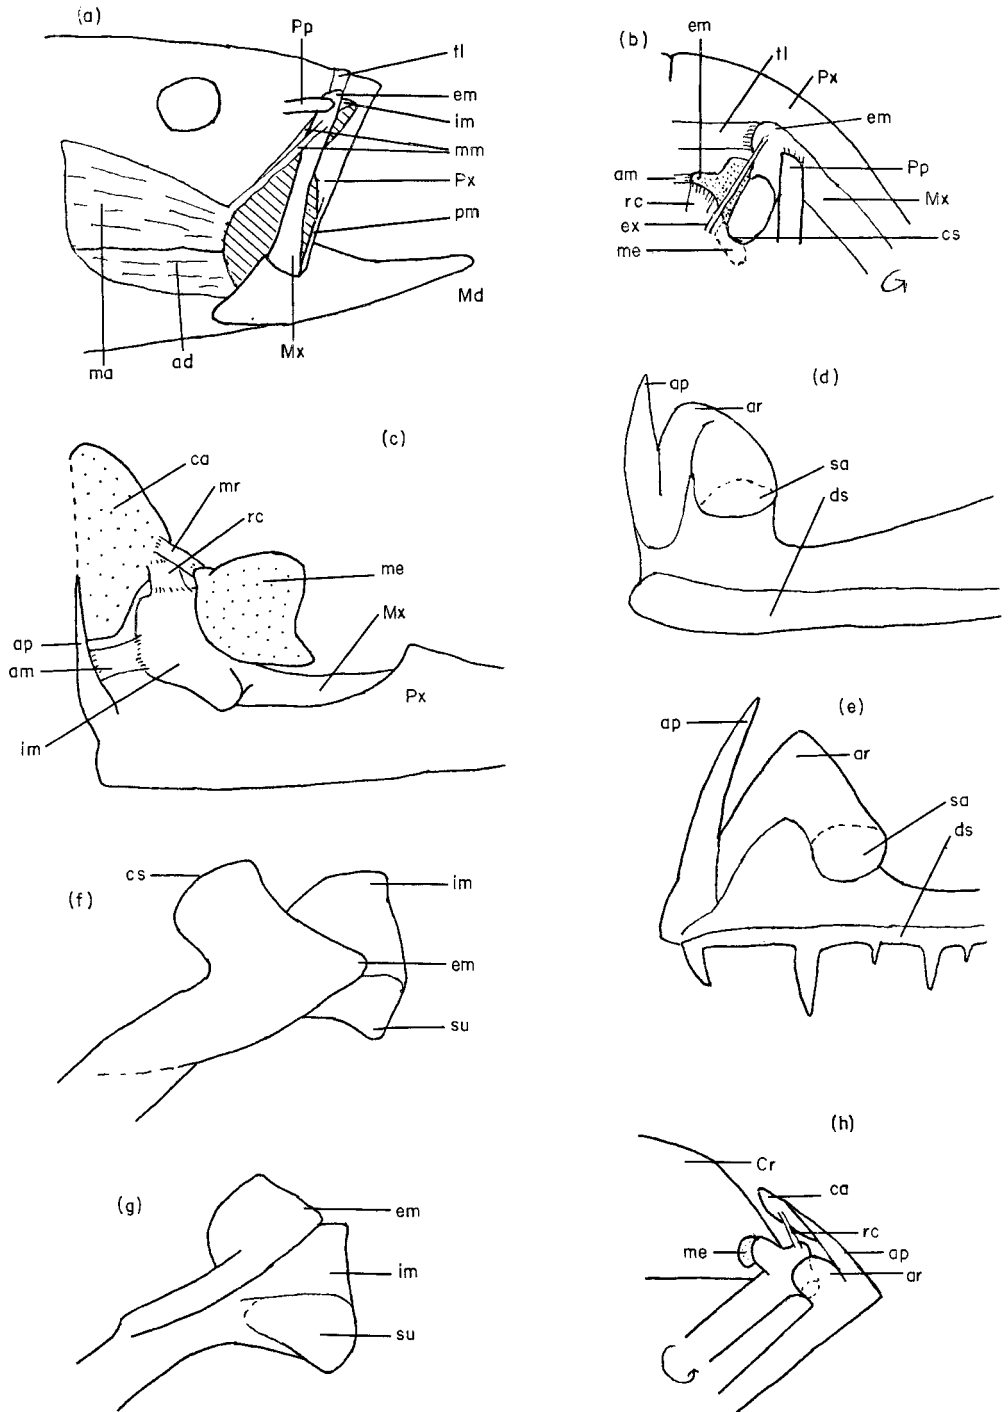 (a)
Pp
tl
em
im
mm
Px
pm
Md
Mx
ad
ma
(b)
em
tl
Px
em
Pp
Mx
cs
G
am
rc
ex
me
(c)
ca
mr
rc
me
Mx
Px
ap
am
im
(d)
ap
ar
sa
ds
(e)
ap
ar
sa
ds
(f)
cs
im
em
su
(g)
em
im
su
(h)
Cr
ca
rc
ap
ar
me